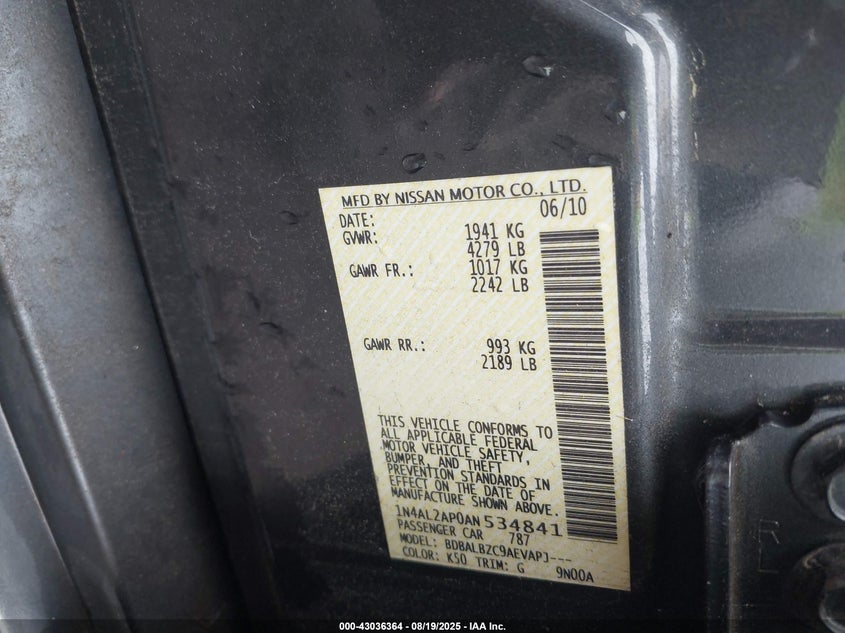 MFD BY NISSAN MOTOR CO., LTD.
DATE: 06/10
GVWR: 1941 KG
4279 LB
GAWR FR.: 1017 KG
2242 LB
GAWR RR.: 993 KG
2189 LB
THIS VEHICLE CONFORMS TO
ALL APPLICABLE FEDERAL
MOTOR VEHICLE SAFETY,
BUMPER, AND THEFT
PREVENTION STANDARDS IN
EFFECT ON THE DATE OF
MANUFACTURE SHOWN ABOVE.
1N4AL2AP0AN534841
PASSENGER CAR 787
MODEL: BDBALBZC9AEVAPJ---
COLOR: K50 TRIM: G 9N00A
000-43036364 - 08/19/2025 - IAA Inc.